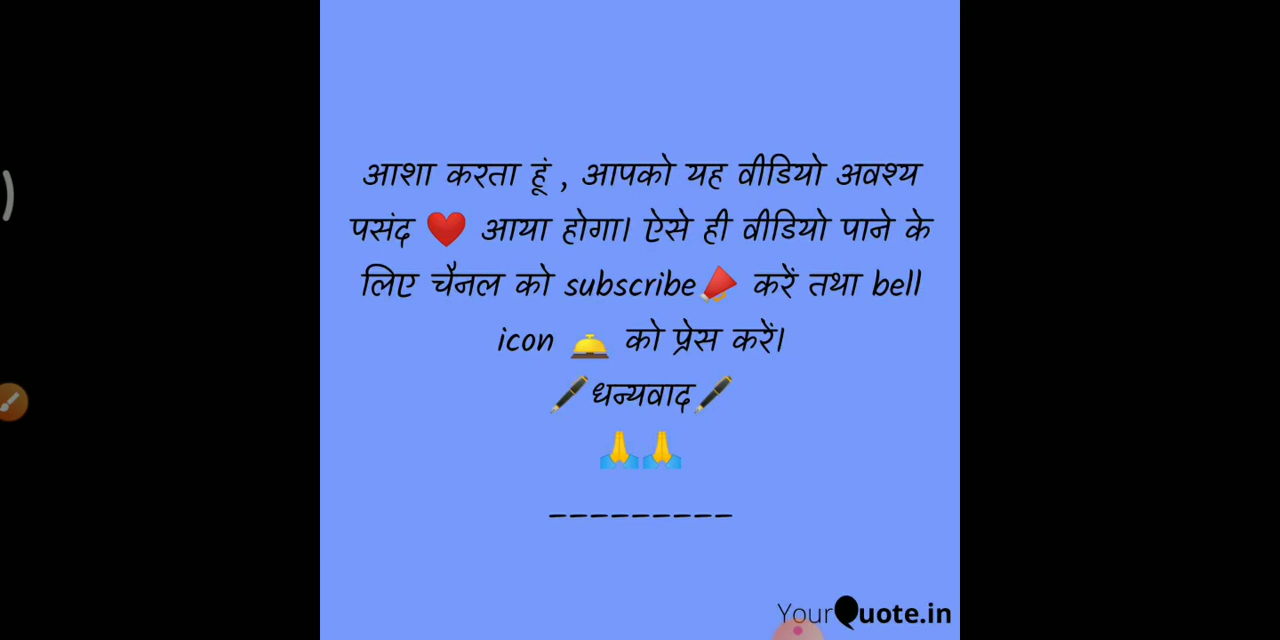 आशा करता हूं , आपको यह वीडियो अवश्य
पसंद ❤️ आया होगा। ऐसे ही वीडियो पाने के
लिए चैनल को subscribe📣 करें तथा bell
icon 🛎️ को प्रेस करें।
🖋️धन्यवाद🖋️
🙏🙏
_________
YourQuote.in